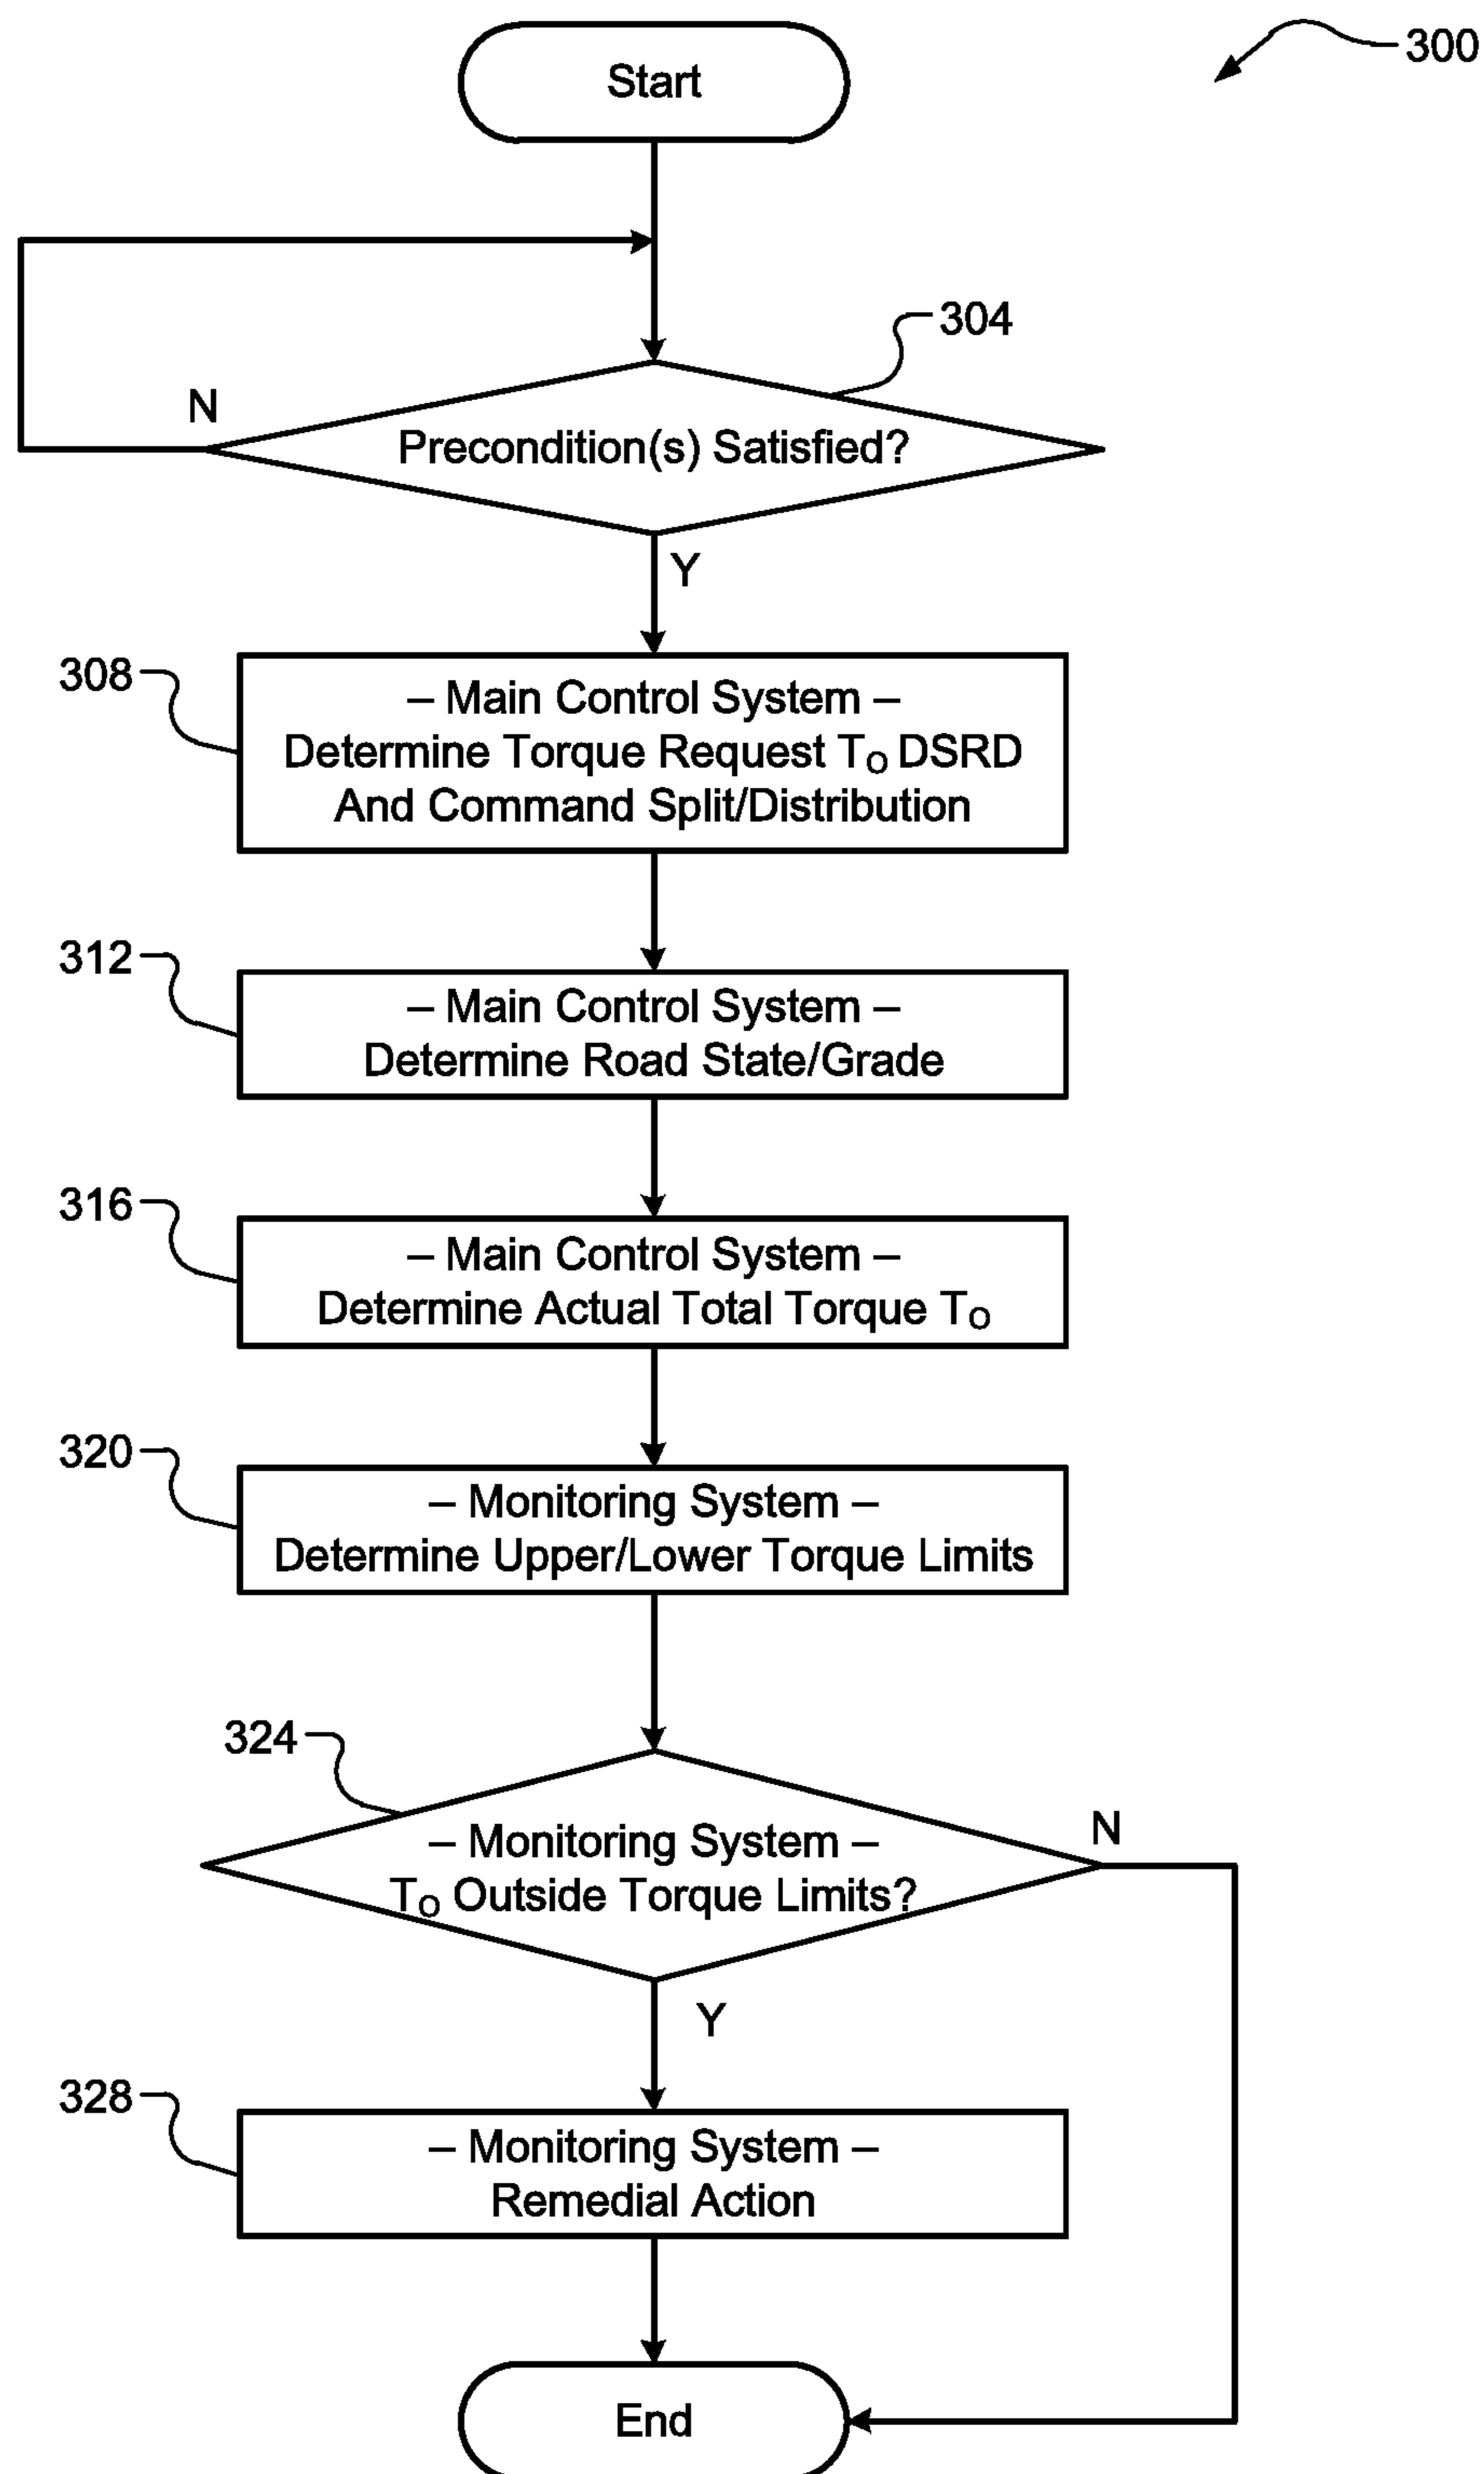 Start
300
304
N
Precondition(s) Satisfied?
Y
308
– Main Control System –
Determine Torque Request TO DSRD
And Command Split/Distribution
312
– Main Control System –
Determine Road State/Grade
316
– Main Control System –
Determine Actual Total Torque TO
320
– Monitoring System –
Determine Upper/Lower Torque Limits
324
N
– Monitoring System –
TO Outside Torque Limits?
Y
328
– Monitoring System –
Remedial Action
End